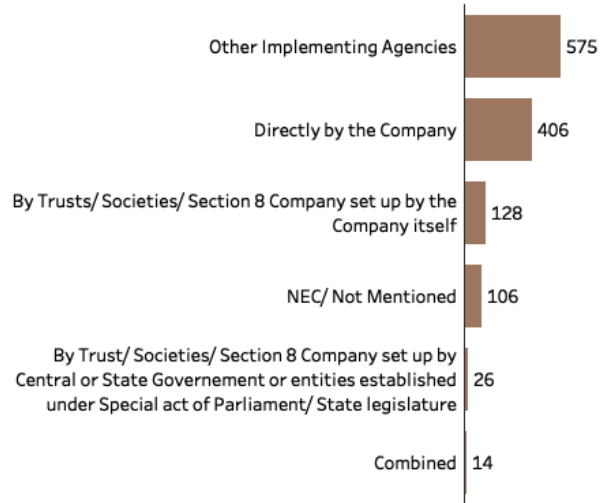 Other Implementing Agencies 575
Directly by the Company 406
By Trusts/ Societies/ Section 8 Company set up by the
Company itself 128
NEC/ Not Mentioned 106
By Trust/ Societies/ Section 8 Company set up by
Central or State Governement or entities established 26
under Special act of Parliament/ State legislature
Combined 14